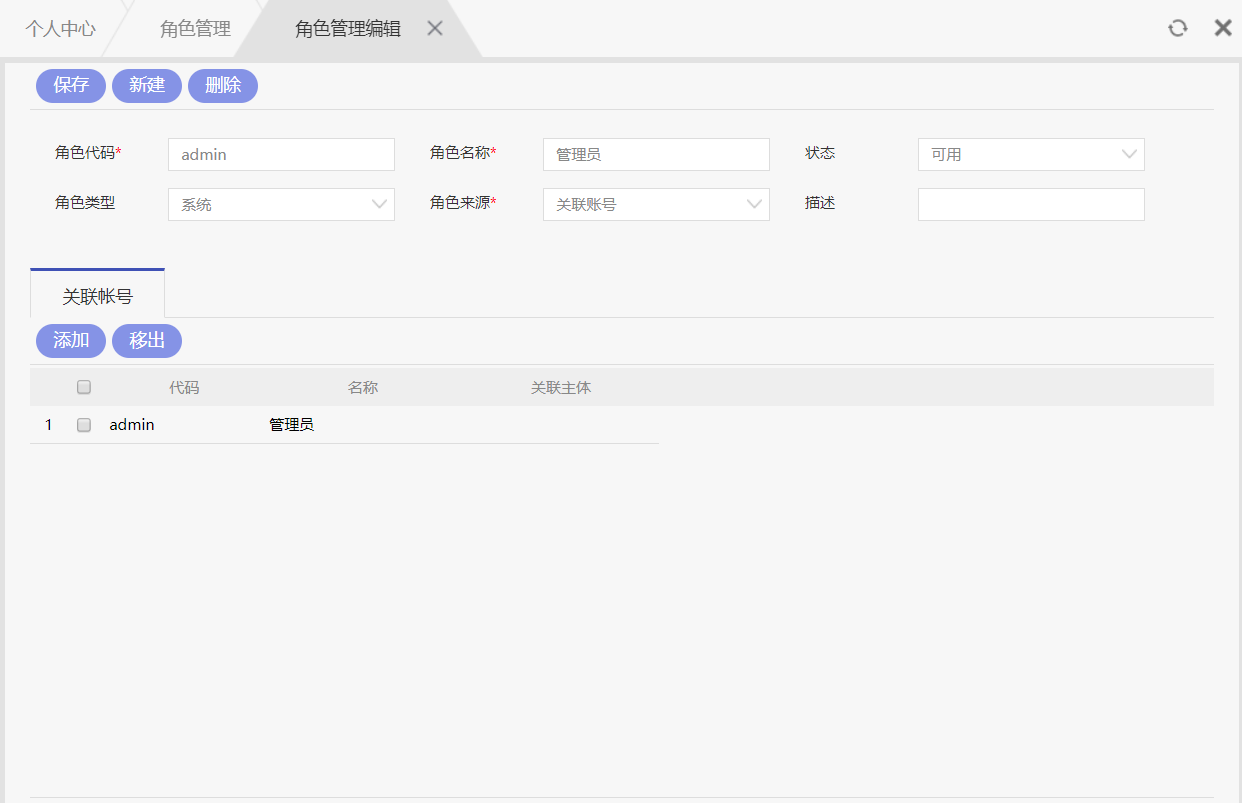 个人中心 角色管理 角色管理编辑
保存 新建 删除
角色代码* admin 角色名称* 管理员 状态 可用
角色类型 系统 角色来源* 关联账号 描述
关联帐号
添加 移出
代码 名称 关联主体
1 admin 管理员